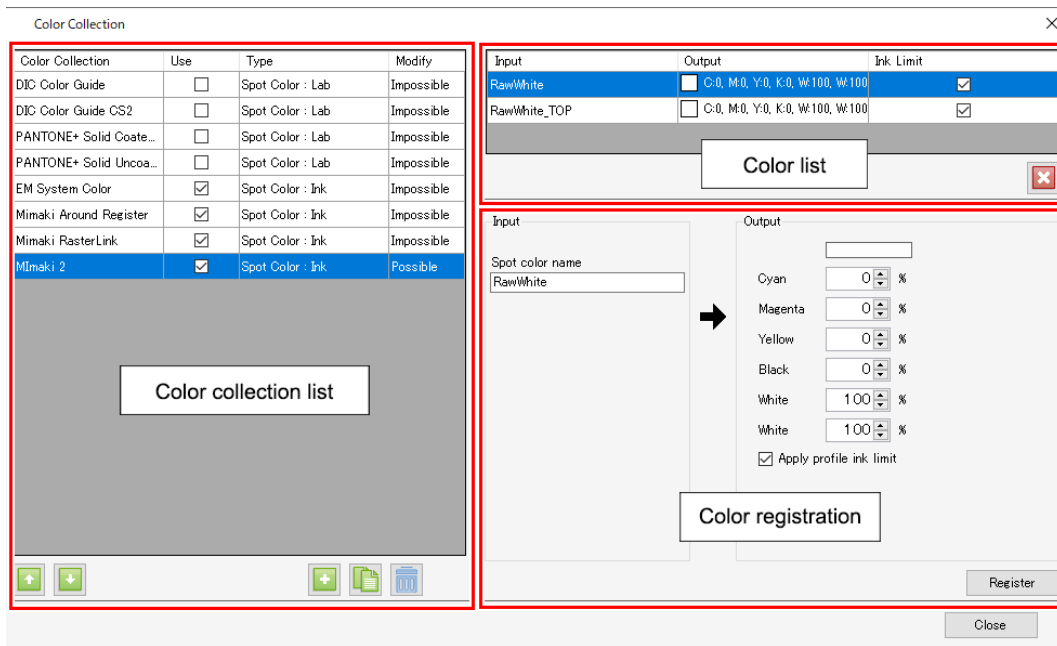 Color Collection
Color Collection Use Type Modify
DIC Color Guide Spot Color : Lab Impossible
DIC Color Guide CS2 Spot Color : Lab Impossible
PANTONE+ Solid Coate... Spot Color : Lab Impossible
PANTONE+ Solid Uncoa... Spot Color : Lab Impossible
EM System Color Spot Color : Ink Impossible
Mimaki Around Register Spot Color : Ink Impossible
Mimaki RasterLink Spot Color : Ink Impossible
MImaki 2 Spot Color : Ink Possible
Color collection list
Input Output Ink Limit
RawWhite C:0, M:0, Y:0, K:0, W:100, W:100
RawWhite_TOP C:0, M:0, Y:0, K:0, W:100, W:100
Color list
Input
Spot color name
RawWhite
Output
Cyan 0 %
Magenta 0 %
Yellow 0 %
Black 0 %
White 100 %
White 100 %
Apply profile ink limit
Color registration
Register
Close